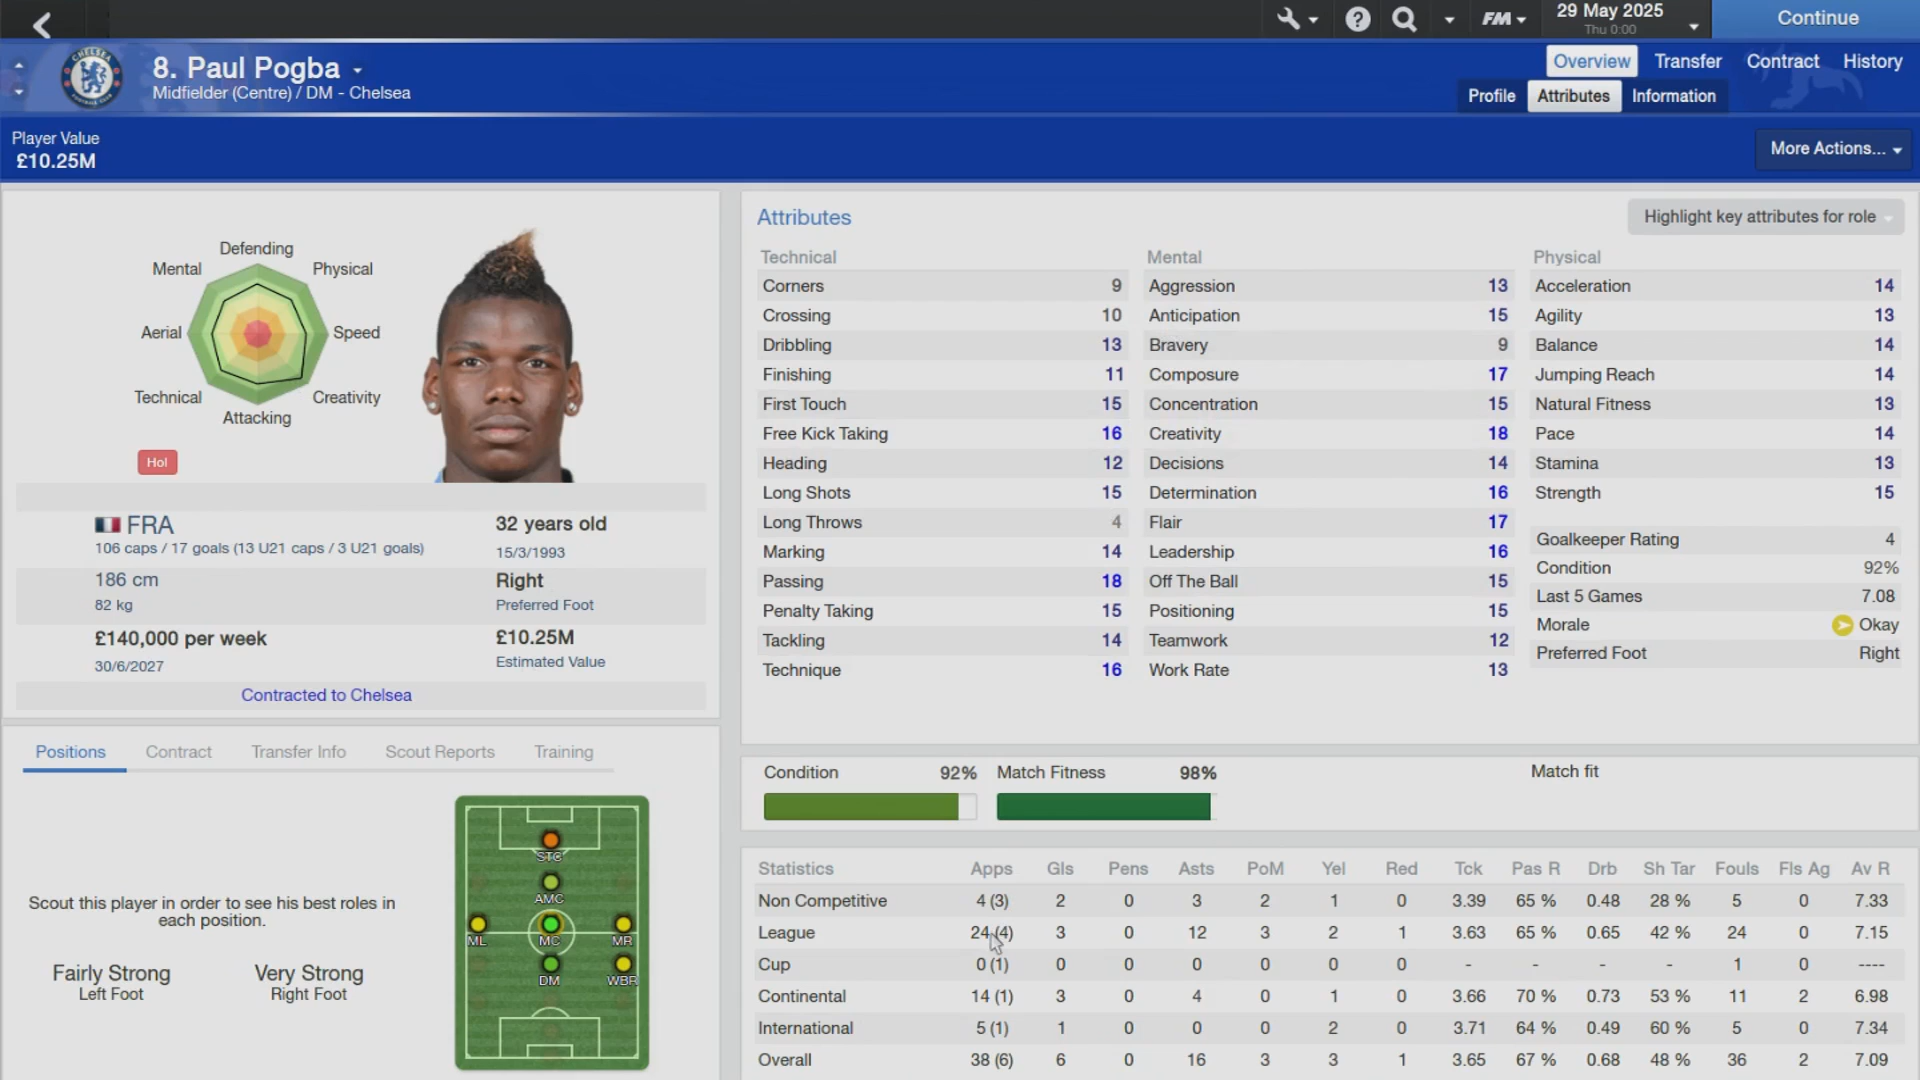 29 May 2025
Thu 0:00
FM
Continue
CHELSEA
8. Paul Pogba
Midfielder (Centre) / DM - Chelsea
Overview
Transfer
Contract
History
Profile
Attributes
Information
Player Value
£10.25M
More Actions...
Defending
Mental
Physical
Aerial
Speed
Technical
Creativity
Attacking
Hol
FRA
106 caps / 17 goals (13 U21 caps / 3 U21 goals)
32 years old
15/3/1993
186 cm
82 kg
Right
Preferred Foot
£140,000 per week
30/6/2027
£10.25M
Estimated Value
Contracted to Chelsea
Positions
Contract
Transfer Info
Scout Reports
Training
Scout this player in order to see his best roles in
each position.
Fairly Strong
Left Foot
Very Strong
Right Foot
STC
AMC
ML
MC
MR
DM
WBR
Attributes
Highlight key attributes for role
Technical
Corners 9
Crossing 10
Dribbling 13
Finishing 11
First Touch 15
Free Kick Taking 16
Heading 12
Long Shots 15
Long Throws 4
Marking 14
Passing 18
Penalty Taking 15
Tackling 14
Technique 16
Mental
Aggression 13
Anticipation 15
Bravery 9
Composure 17
Concentration 15
Creativity 18
Decisions 14
Determination 16
Flair 17
Leadership 16
Off The Ball 15
Positioning 15
Teamwork 12
Work Rate 13
Physical
Acceleration 14
Agility 13
Balance 14
Jumping Reach 14
Natural Fitness 13
Pace 14
Stamina 13
Strength 15
Goalkeeper Rating 4
Condition 92%
Last 5 Games 7.08
Morale Okay
Preferred Foot Right
Condition 92%
Match Fitness 98%
Match fit
Statistics Apps Gls Pens Asts PoM Yel Red Tck Pas R Drb Sh Tar Fouls Fls Ag Av R
Non Competitive 4 (3) 2 0 3 2 1 0 3.39 65 % 0.48 28 % 5 0 7.33
League 24 (4) 3 0 12 3 2 1 3.63 65 % 0.65 42 % 24 0 7.15
Cup 0 (1) 0 0 0 0 0 0 - - - - 1 0 ----
Continental 14 (1) 3 0 4 0 1 0 3.66 70 % 0.73 53 % 11 2 6.98
International 5 (1) 1 0 0 0 2 0 3.71 64 % 0.49 60 % 5 0 7.34
Overall 38 (6) 6 0 16 3 3 1 3.65 67 % 0.68 48 % 36 2 7.09